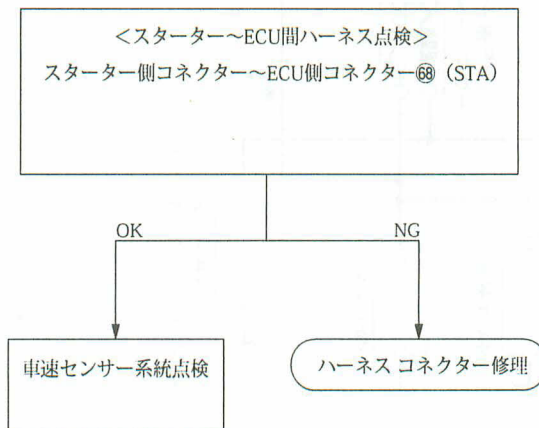 ＜スターター～ECU間ハーネス点検＞
スターター側コネクター～ECU側コネクター㊻（STA）
OK
NG
車速センサー系統点検
ハーネス コネクター修理